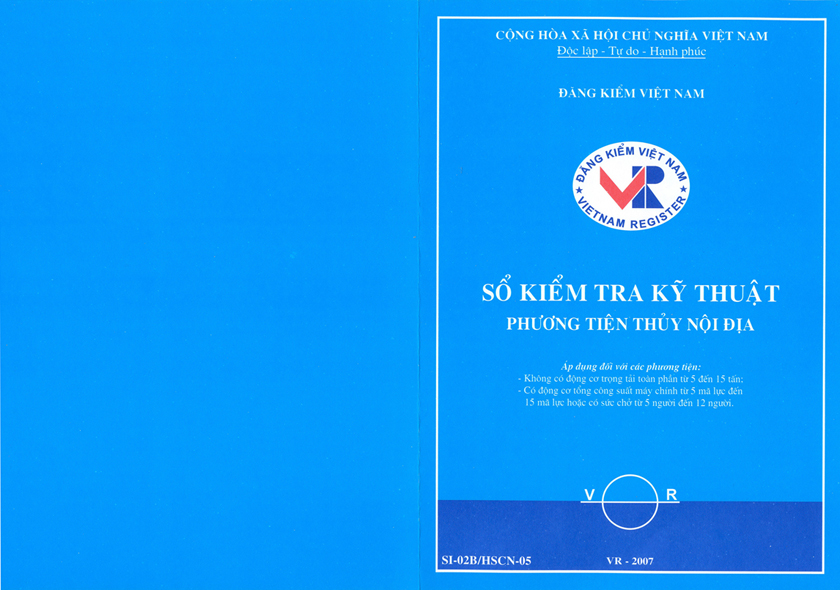 CỘNG HÒA XÃ HỘI CHỦ NGHĨA VIỆT NAM
Độc lập - Tự do - Hạnh phúc
ĐĂNG KIỂM VIỆT NAM
ĐĂNG KIỂM VIỆT NAM
VR
VIETNAM REGISTER
SỔ KIỂM TRA KỸ THUẬT
PHƯƠNG TIỆN THỦY NỘI ĐỊA
Áp dụng đối với các phương tiện:
- Không có động cơ trọng tải toàn phần từ 5 đến 15 tấn;
- Có động cơ tổng công suất máy chính từ 5 mã lực đến
15 mã lực hoặc có sức chở từ 5 người đến 12 người.
V R
SI-02B/HSCN-05 VR - 2007